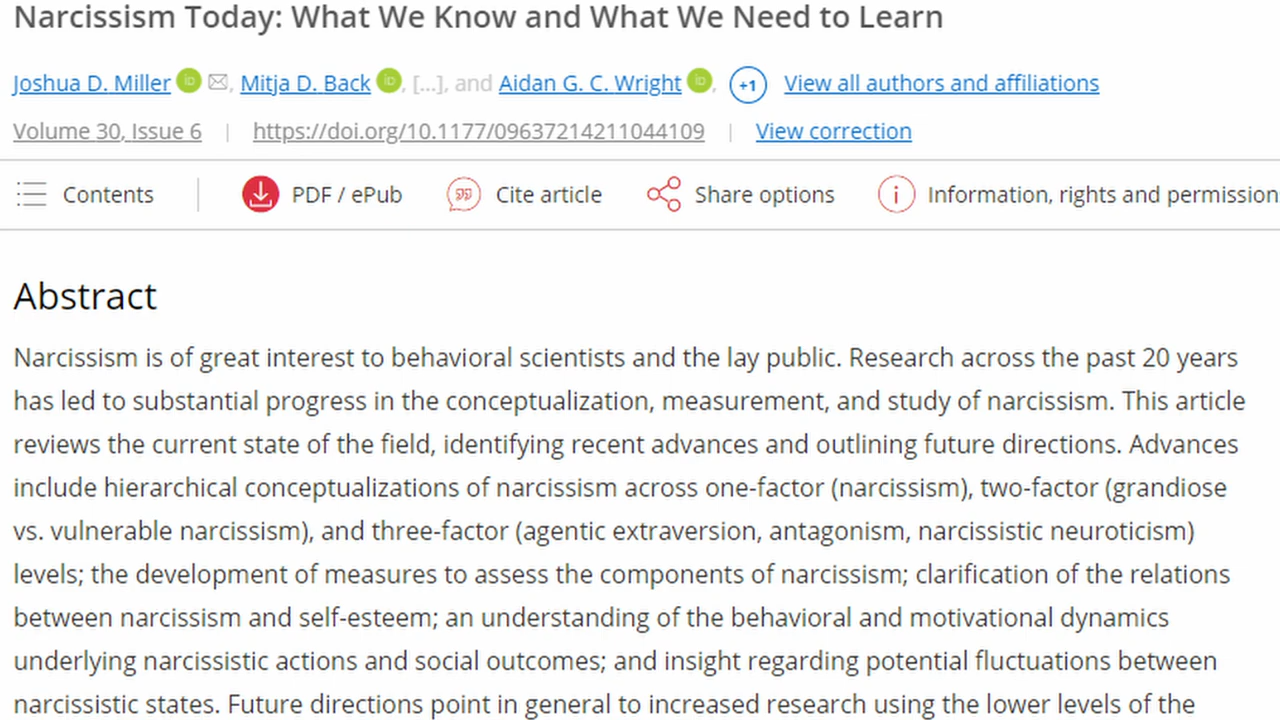 Narcissism Today: What We Know and What We Need to Learn
Joshua D. Miller iD, Mitja D. Back iD, [...], and Aidan G. C. Wright iD, +1 View all authors and affiliations
Volume 30, Issue 6 | https://doi.org/10.1177/09637214211044109 | View correction
Contents | PDF / ePub Cite article Share options Information, rights and permission
Abstract
Narcissism is of great interest to behavioral scientists and the lay public. Research across the past 20 years
has led to substantial progress in the conceptualization, measurement, and study of narcissism. This article
reviews the current state of the field, identifying recent advances and outlining future directions. Advances
include hierarchical conceptualizations of narcissism across one-factor (narcissism), two-factor (grandiose
vs. vulnerable narcissism), and three-factor (agentic extraversion, antagonism, narcissistic neuroticism)
levels; the development of measures to assess the components of narcissism; clarification of the relations
between narcissism and self-esteem; an understanding of the behavioral and motivational dynamics
underlying narcissistic actions and social outcomes; and insight regarding potential fluctuations between
narcissistic states. Future directions point in general to increased research using the lower levels of the